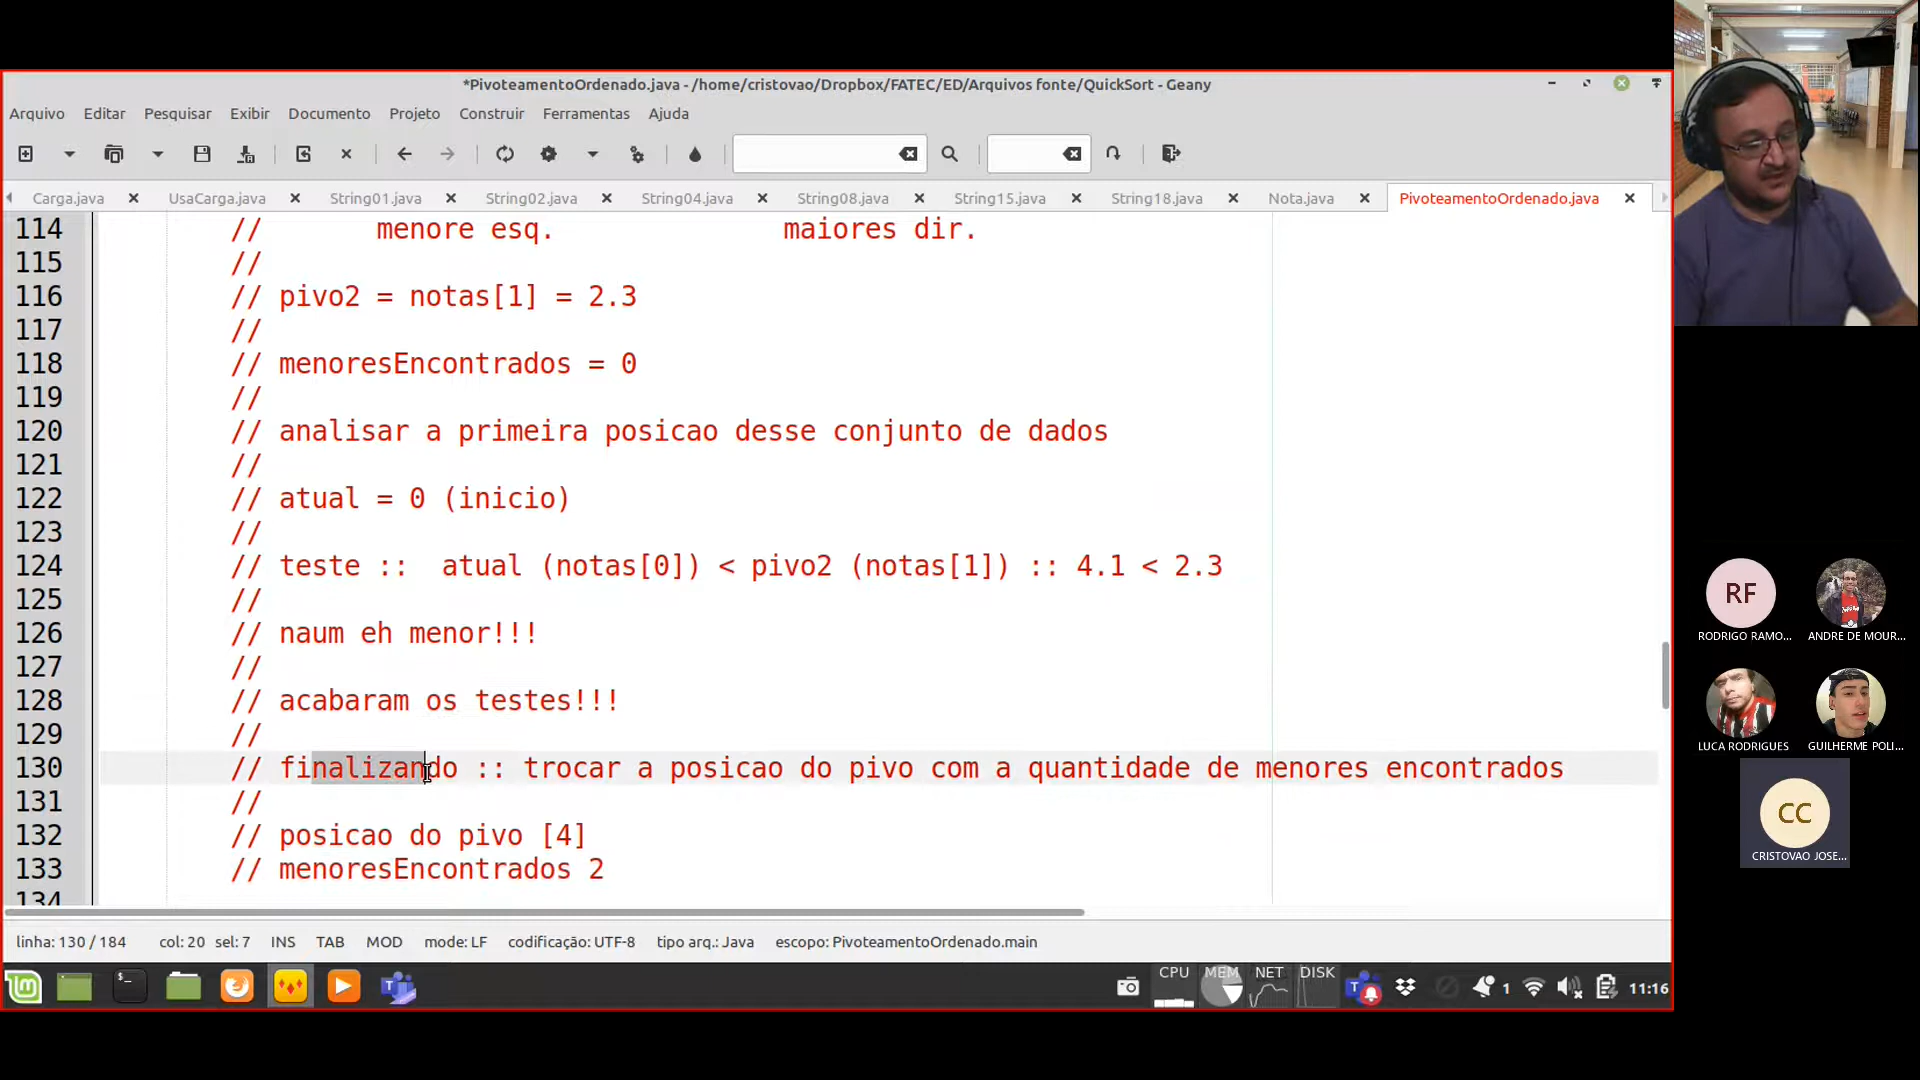 *PivoteamentoOrdenado.java - /home/cristovao/Dropbox/FATEC/ED/Arquivos fonte/QuickSort - Geany
Arquivo Editar Pesquisar Exibir Documento Projeto Construir Ferramentas Ajuda
Carga.java UsaCarga.java String01.java String02.java String04.java String08.java String15.java String18.java Nota.java PivoteamentoOrdenado.java
114 // menore esq. maiores dir.
115 //
116 // pivo2 = notas[1] = 2.3
117 //
118 // menoresEncontrados = 0
119 //
120 // analisar a primeira posicao desse conjunto de dados
121 //
122 // atual = 0 (inicio)
123 //
124 // teste :: atual (notas[0]) < pivo2 (notas[1]) :: 4.1 < 2.3
125 //
126 // naum eh menor!!!
127 //
128 // acabaram os testes!!!
129 //
130 // finalizando :: trocar a posicao do pivo com a quantidade de menores encontrados
131 //
132 // posicao do pivo [4]
133 // menoresEncontrados 2
134
linha: 130 / 184 col: 20 sel: 7 INS TAB MOD mode: LF codificação: UTF-8 tipo arq.: Java escopo: PivoteamentoOrdenado.main
CPU MEM NET DISK
1 11:16
RF
RODRIGO RAMO... ANDRE DE MOUR...
LUCA RODRIGUES GUILHERME POLI...
CC
CRISTOVAO JOSE...